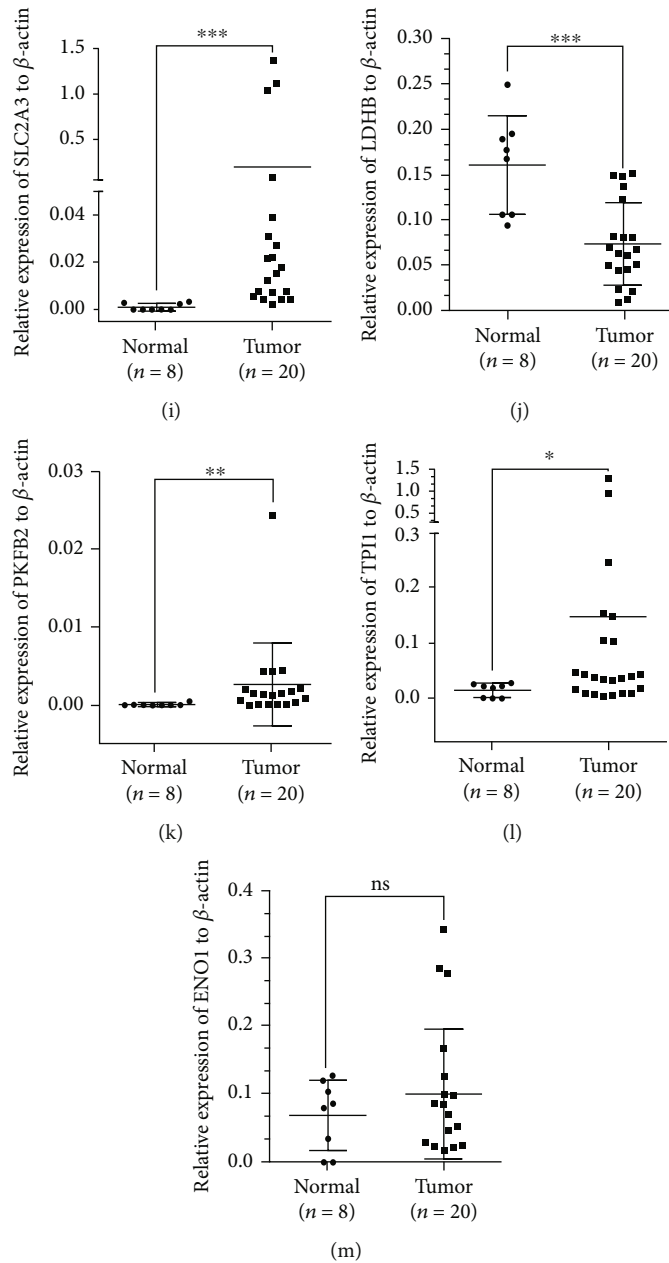 Relative expression of SLC2A3 to β-actin
1.5
1.0
0.5
0.04
0.02
0.00
***
Normal
(n = 8)
Tumor
(n = 20)
(i)
Relative expression of LDHB to β-actin
0.30
0.25
0.20
0.15
0.10
0.05
0.00
***
Normal
(n = 8)
Tumor
(n = 20)
(j)
Relative expression of PKFB2 to β-actin
0.03
0.02
0.01
0.00
**
Normal
(n = 8)
Tumor
(n = 20)
(k)
Relative expression of TPI1 to β-actin
1.5
1.0
0.5
0.3
0.2
0.1
0.0
*
Normal
(n = 8)
Tumor
(n = 20)
(l)
Relative expression of ENO1 to β-actin
0.4
0.3
0.2
0.1
0.0
ns
Normal
(n = 8)
Tumor
(n = 20)
(m)